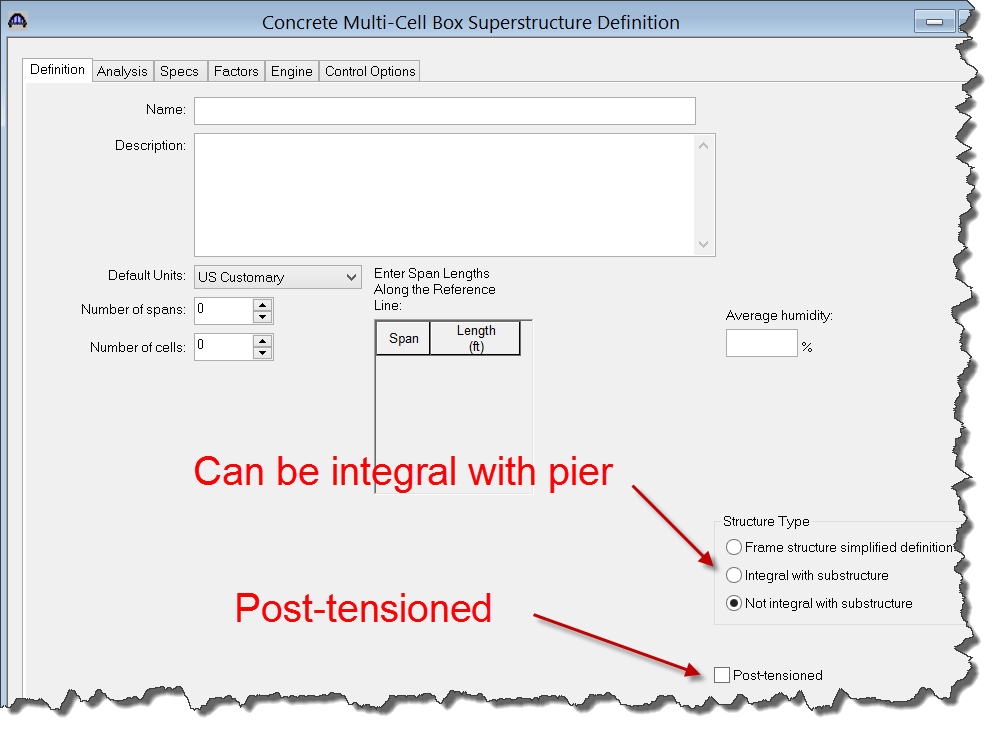 Concrete Multi-Cell Box Superstructure Definition
Definition Analysis Specs Factors Engine Control Options
Name:
Description:
Default Units: US Customary
Number of spans: 0
Number of cells: 0
Enter Span Lengths
Along the Reference
Line:
Span Length
(ft)
Average humidity:
%
Can be integral with pier
Structure Type
Frame structure simplified definition
Integral with substructure
Not integral with substructure
Post-tensioned
Post-tensioned